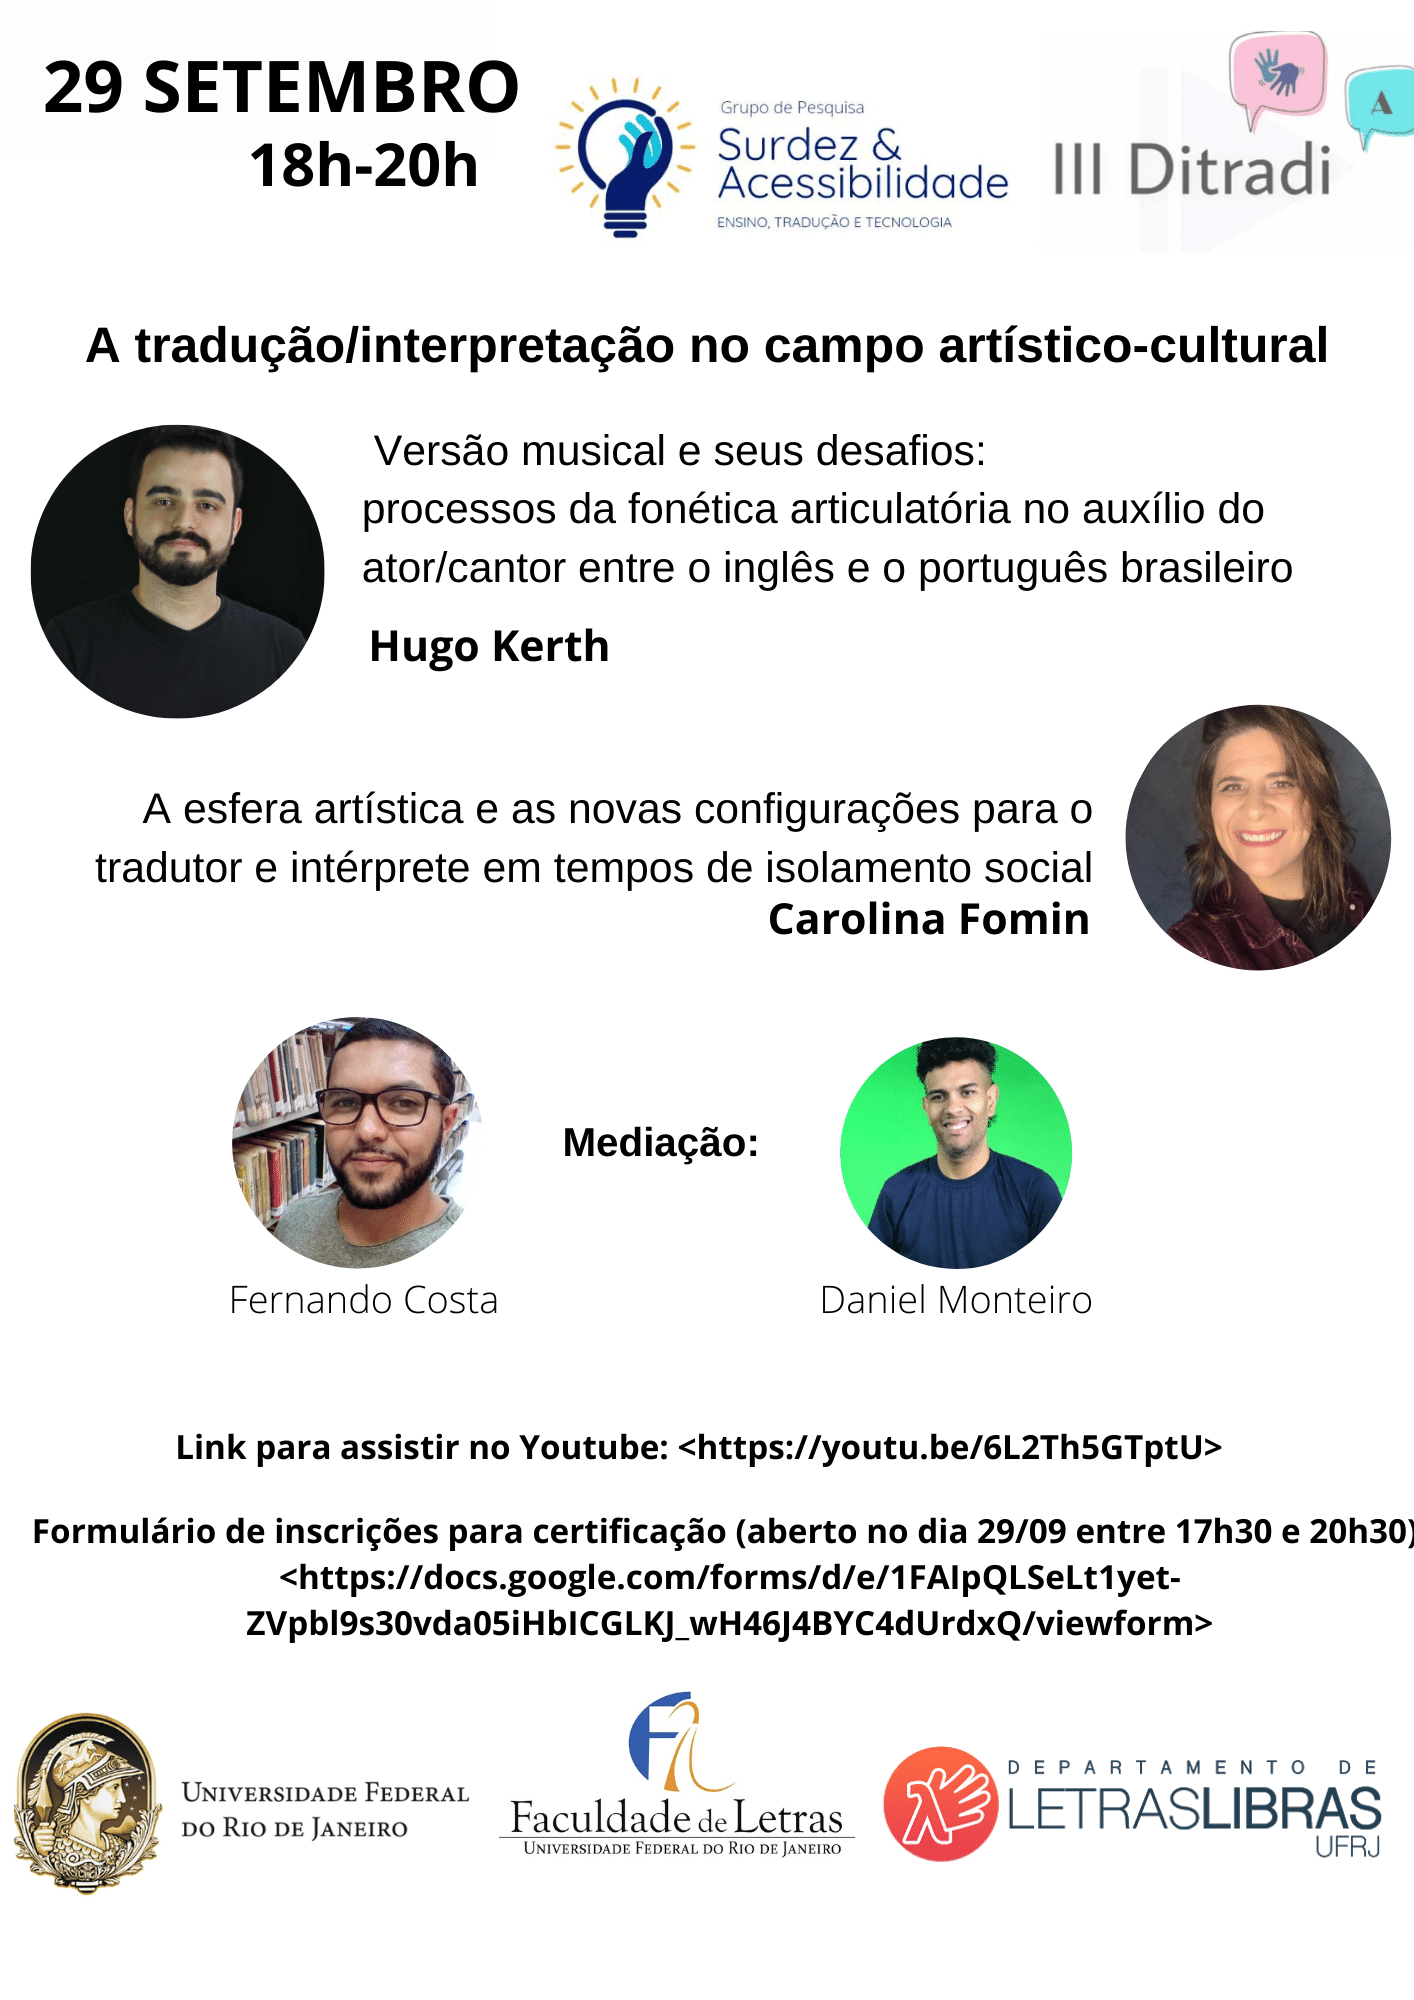 29 SETEMBRO
18h-20h
Grupo de Pesquisa
Surdez &
Acessibilidade
ENSINO, TRADUÇÃO E TECNOLOGIA
A
III Ditradi
A tradução/interpretação no campo artístico-cultural
Versão musical e seus desafios:
processos da fonética articulatória no auxílio do
ator/cantor entre o inglês e o português brasileiro
Hugo Kerth
A esfera artística e as novas configurações para o
tradutor e intérprete em tempos de isolamento social
Carolina Fomin
Mediação:
Fernando Costa
Daniel Monteiro
Link para assistir no Youtube: <https://youtu.be/6L2Th5GTptU>
Formulário de inscrições para certificação (aberto no dia 29/09 entre 17h30 e 20h30)
<https://docs.google.com/forms/d/e/1FAIpQLSeLt1yet-
ZVpbl9s30vda05iHbICGLKJ_wH46J4BYC4dUrdxQ/viewform>
UNIVERSIDADE FEDERAL
DO RIO DE JANEIRO
Faculdade de Letras
UNIVERSIDADE FEDERAL DO RIO DE JANEIRO
DEPARTAMENTO DE
LETRASLIBRAS
UFRJ